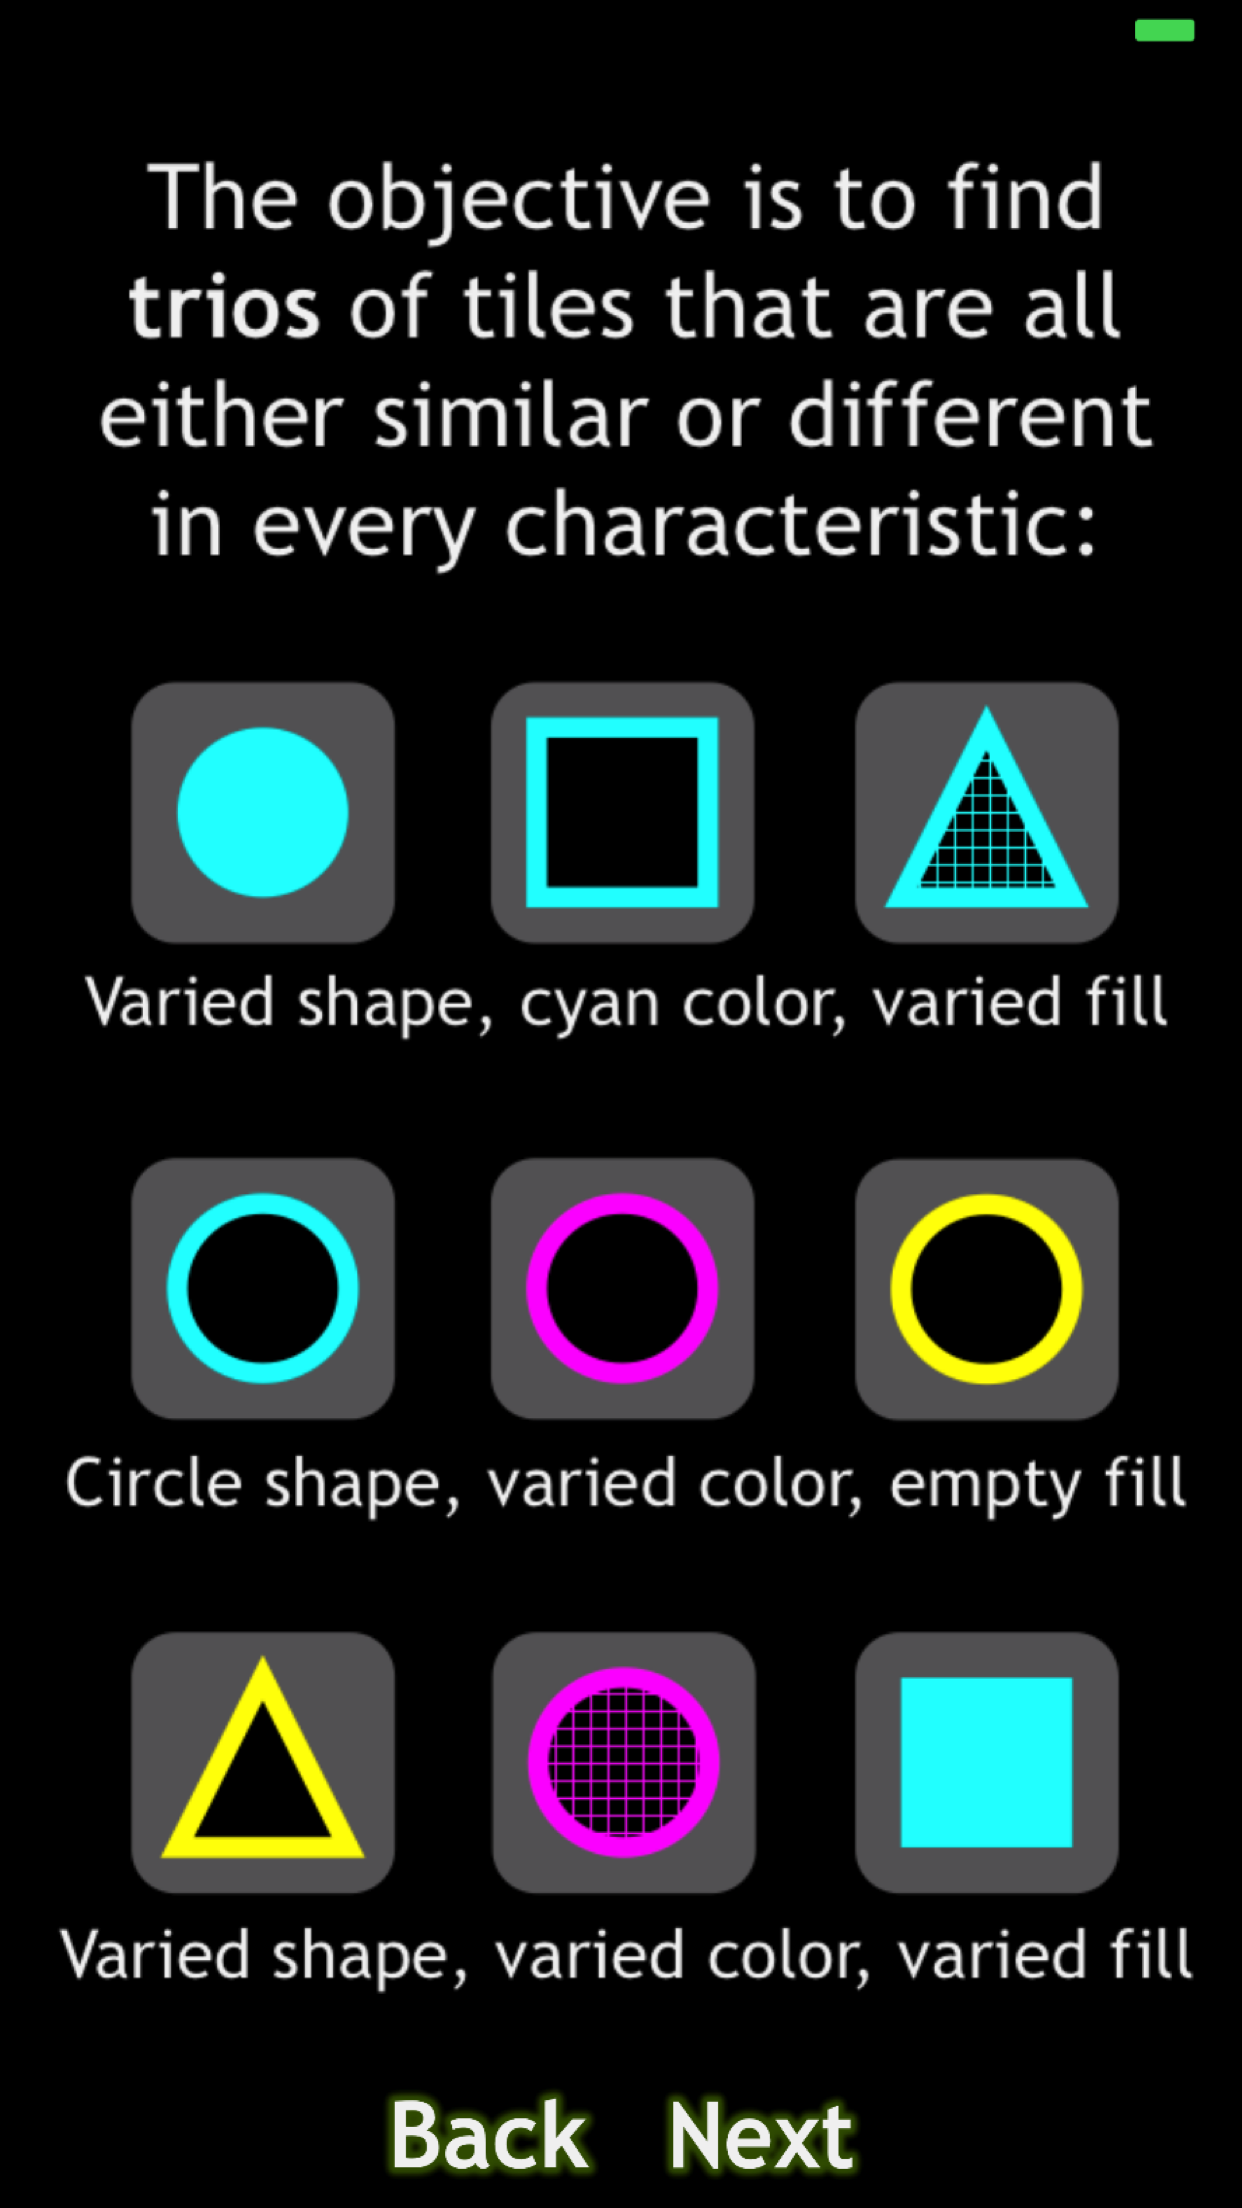 The objective is to find
trios of tiles that are all
either similar or different
in every characteristic:
Varied shape, cyan color, varied fill
Circle shape, varied color, empty fill
Varied shape, varied color, varied fill
Back Next